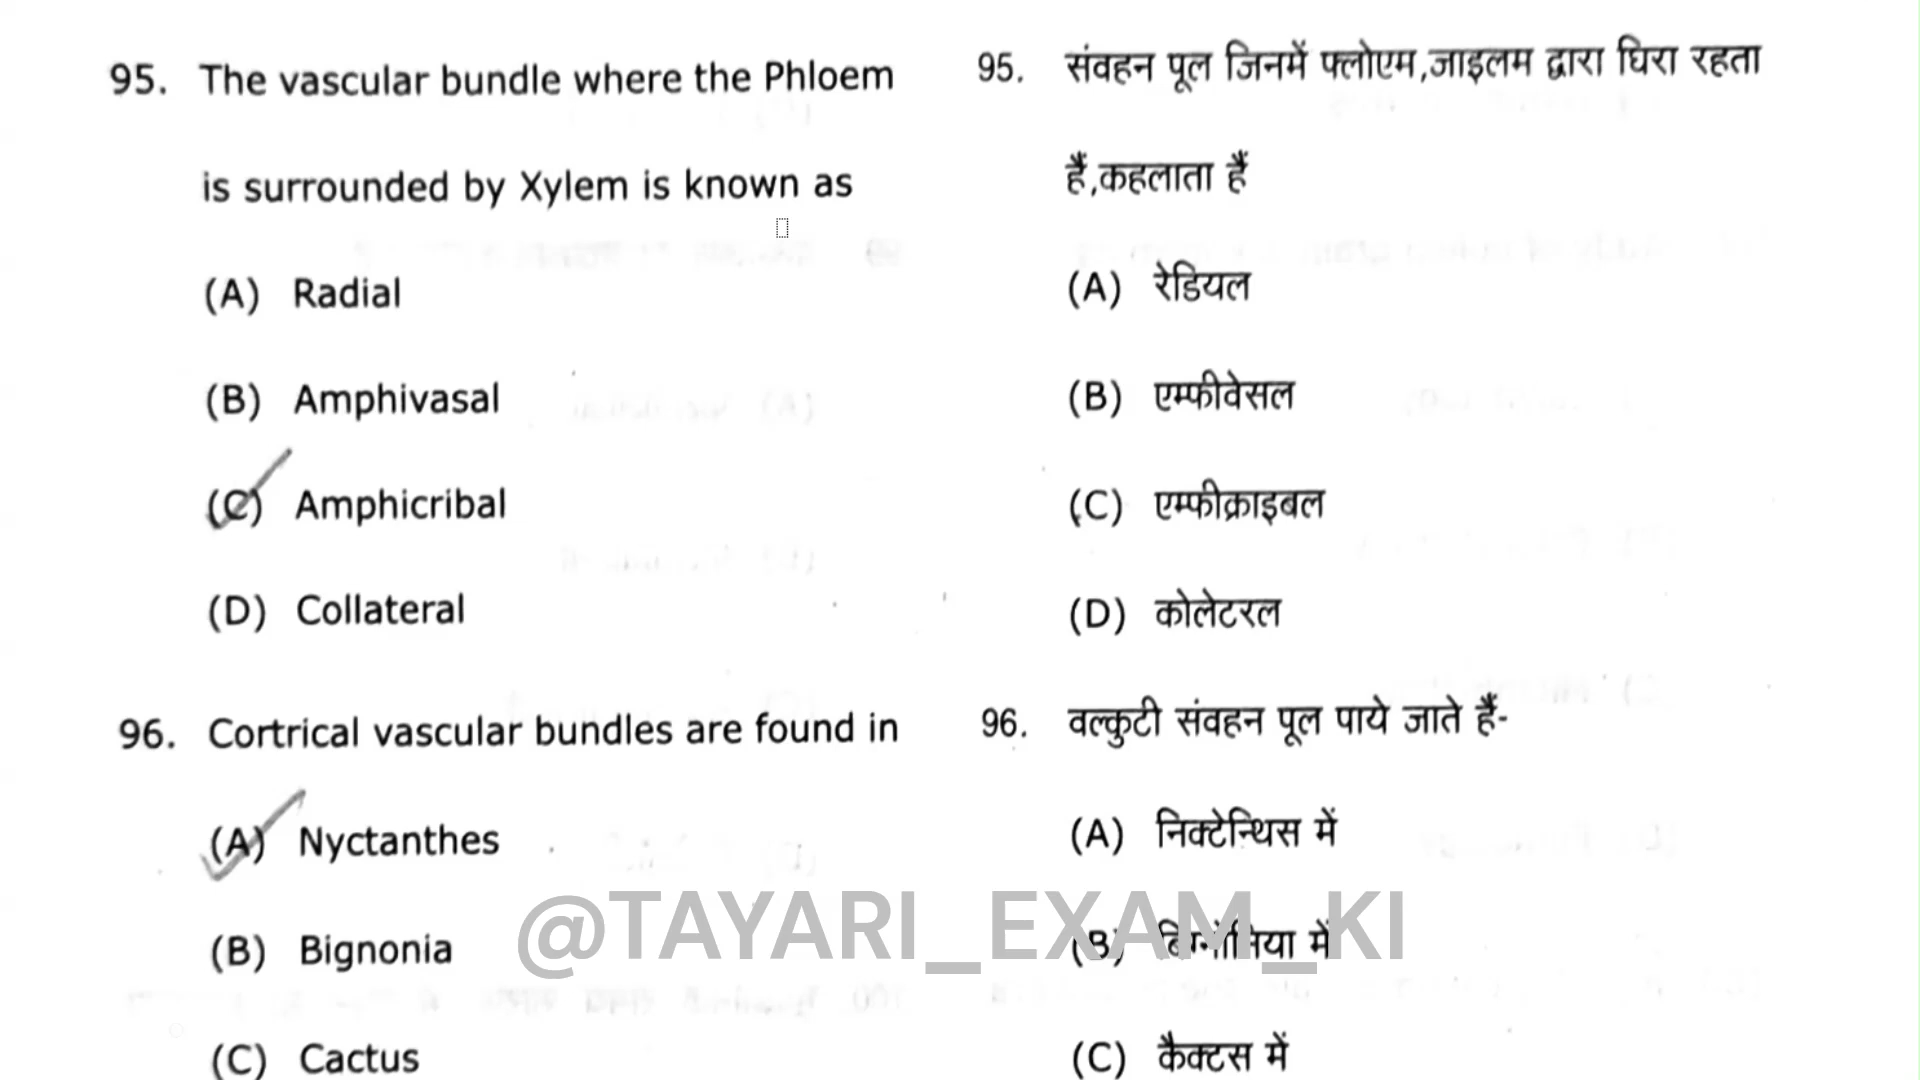 95. The vascular bundle where the Phloem
is surrounded by Xylem is known as
(A) Radial
(B) Amphivasal
(C) Amphicribal
(D) Collateral
96. Cortrical vascular bundles are found in
(A) Nyctanthes
(B) Bignonia
(C) Cactus
95. संवहन पूल जिनमें फ्लोएम,जाइलम द्वारा घिरा रहता
हैं,कहलाता हैं
(A) रेडियल
(B) एम्फीवेसल
(C) एम्फीक्राइबल
(D) कोलेटरल
96. वल्कुटी संवहन पूल पाये जाते हैं-
(A) निक्टेन्थिस में
(B) बिग्नोनिया में
(C) कैक्टस में
@TAYARI_EXAM_KI